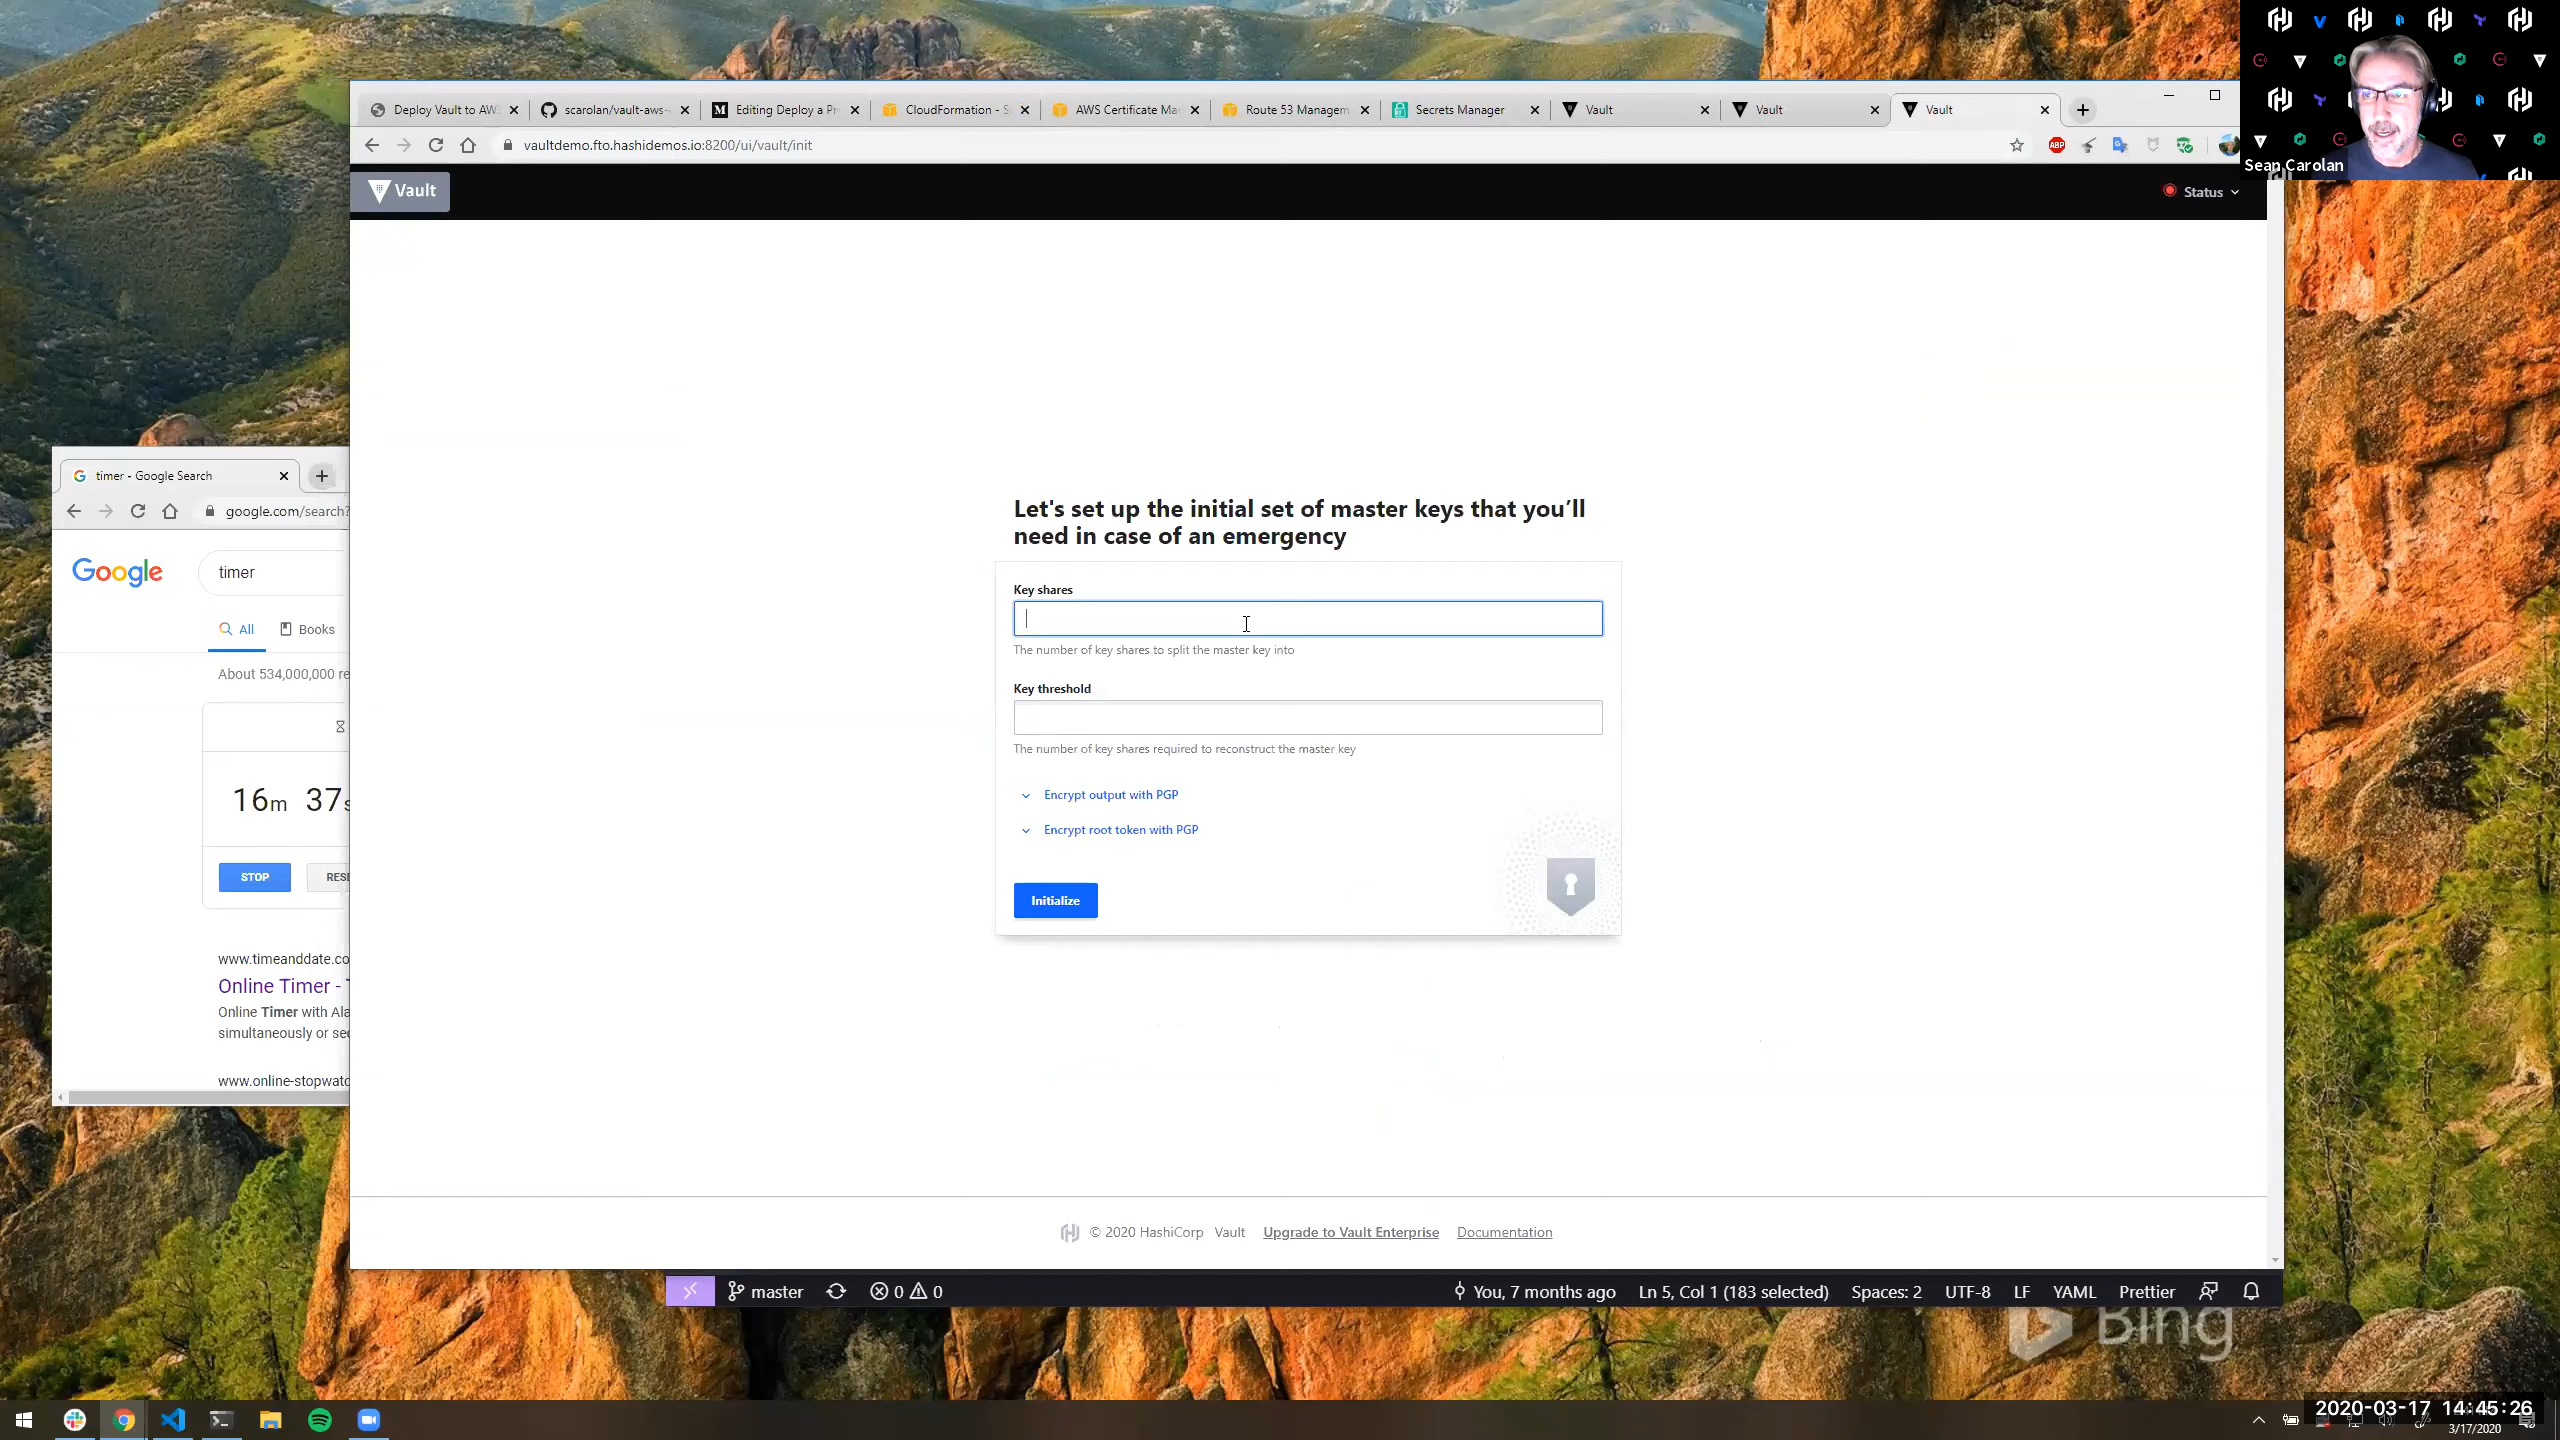 Deploy Vault to AWS
scarolan/vault-aws-
Editing Deploy a Pr
CloudFormation - S
AWS Certificate Ma
Route 53 Managem
Secrets Manager
Vault
Vault
Vault
vaultdemo.fto.hashidemos.io:8200/ui/vault/init
ABP
Sean Carolan
Vault
Status
timer - Google Search
google.com/search?
Google
timer
All
Books
About 534,000,000 re
16m 37s
STOP
RESE
www.timeanddate.co
Online Timer - T
Online Timer with Ala
simultaneously or see
www.online-stopwatc
Let's set up the initial set of master keys that you’ll
need in case of an emergency
Key shares
The number of key shares to split the master key into
Key threshold
The number of key shares required to reconstruct the master key
Encrypt output with PGP
Encrypt root token with PGP
Initialize
© 2020 HashiCorp Vault Upgrade to Vault Enterprise Documentation
master
0
0
You, 7 months ago
Ln 5, Col 1 (183 selected)
Spaces: 2
UTF-8
LF
YAML
Prettier
Bing
2020-03-17 14:45:26
3/17/2020